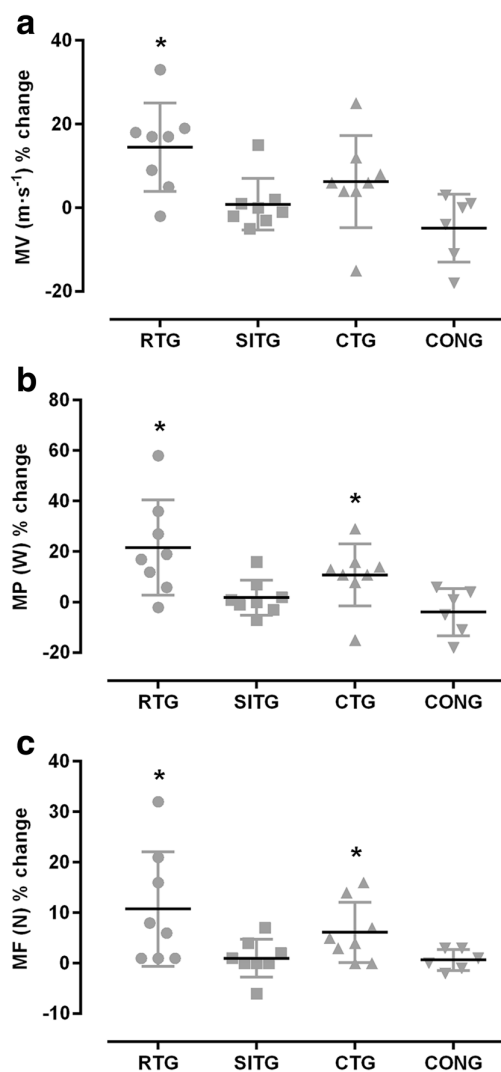 a
MV (m·s⁻¹) % change
40
20
0
-20
*
RTG SITG CTG CONG
b
MP (W) % change
80
60
40
20
0
-20
*
*
RTG SITG CTG CONG
c
MF (N) % change
40
30
20
10
0
-10
*
*
RTG SITG CTG CONG